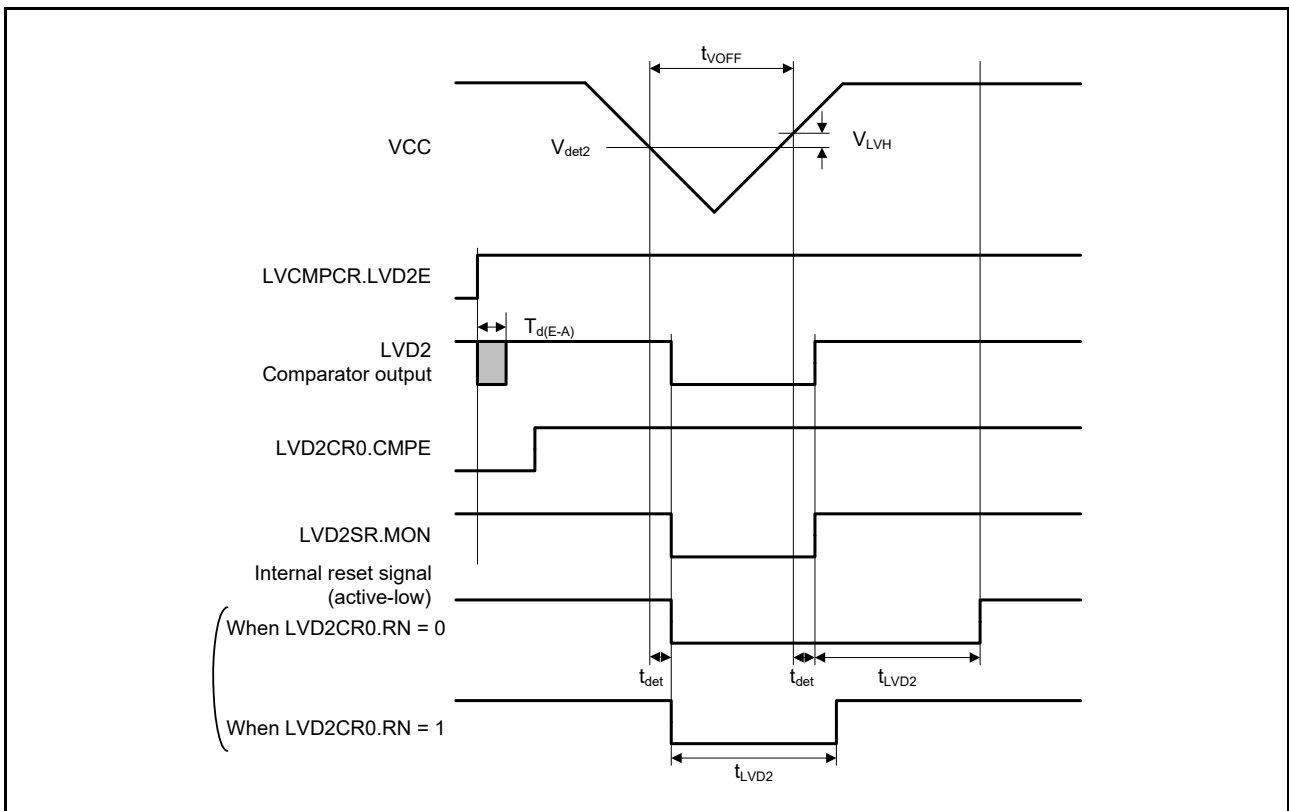 tVOFF
VCC
Vdet2
VLVH
LVCMPCR.LVD2E
Td(E-A)
LVD2
Comparator output
LVD2CR0.CMPE
LVD2SR.MON
Internal reset signal
(active-low)
When LVD2CR0.RN = 0
tdet
tdet
tLVD2
When LVD2CR0.RN = 1
tLVD2